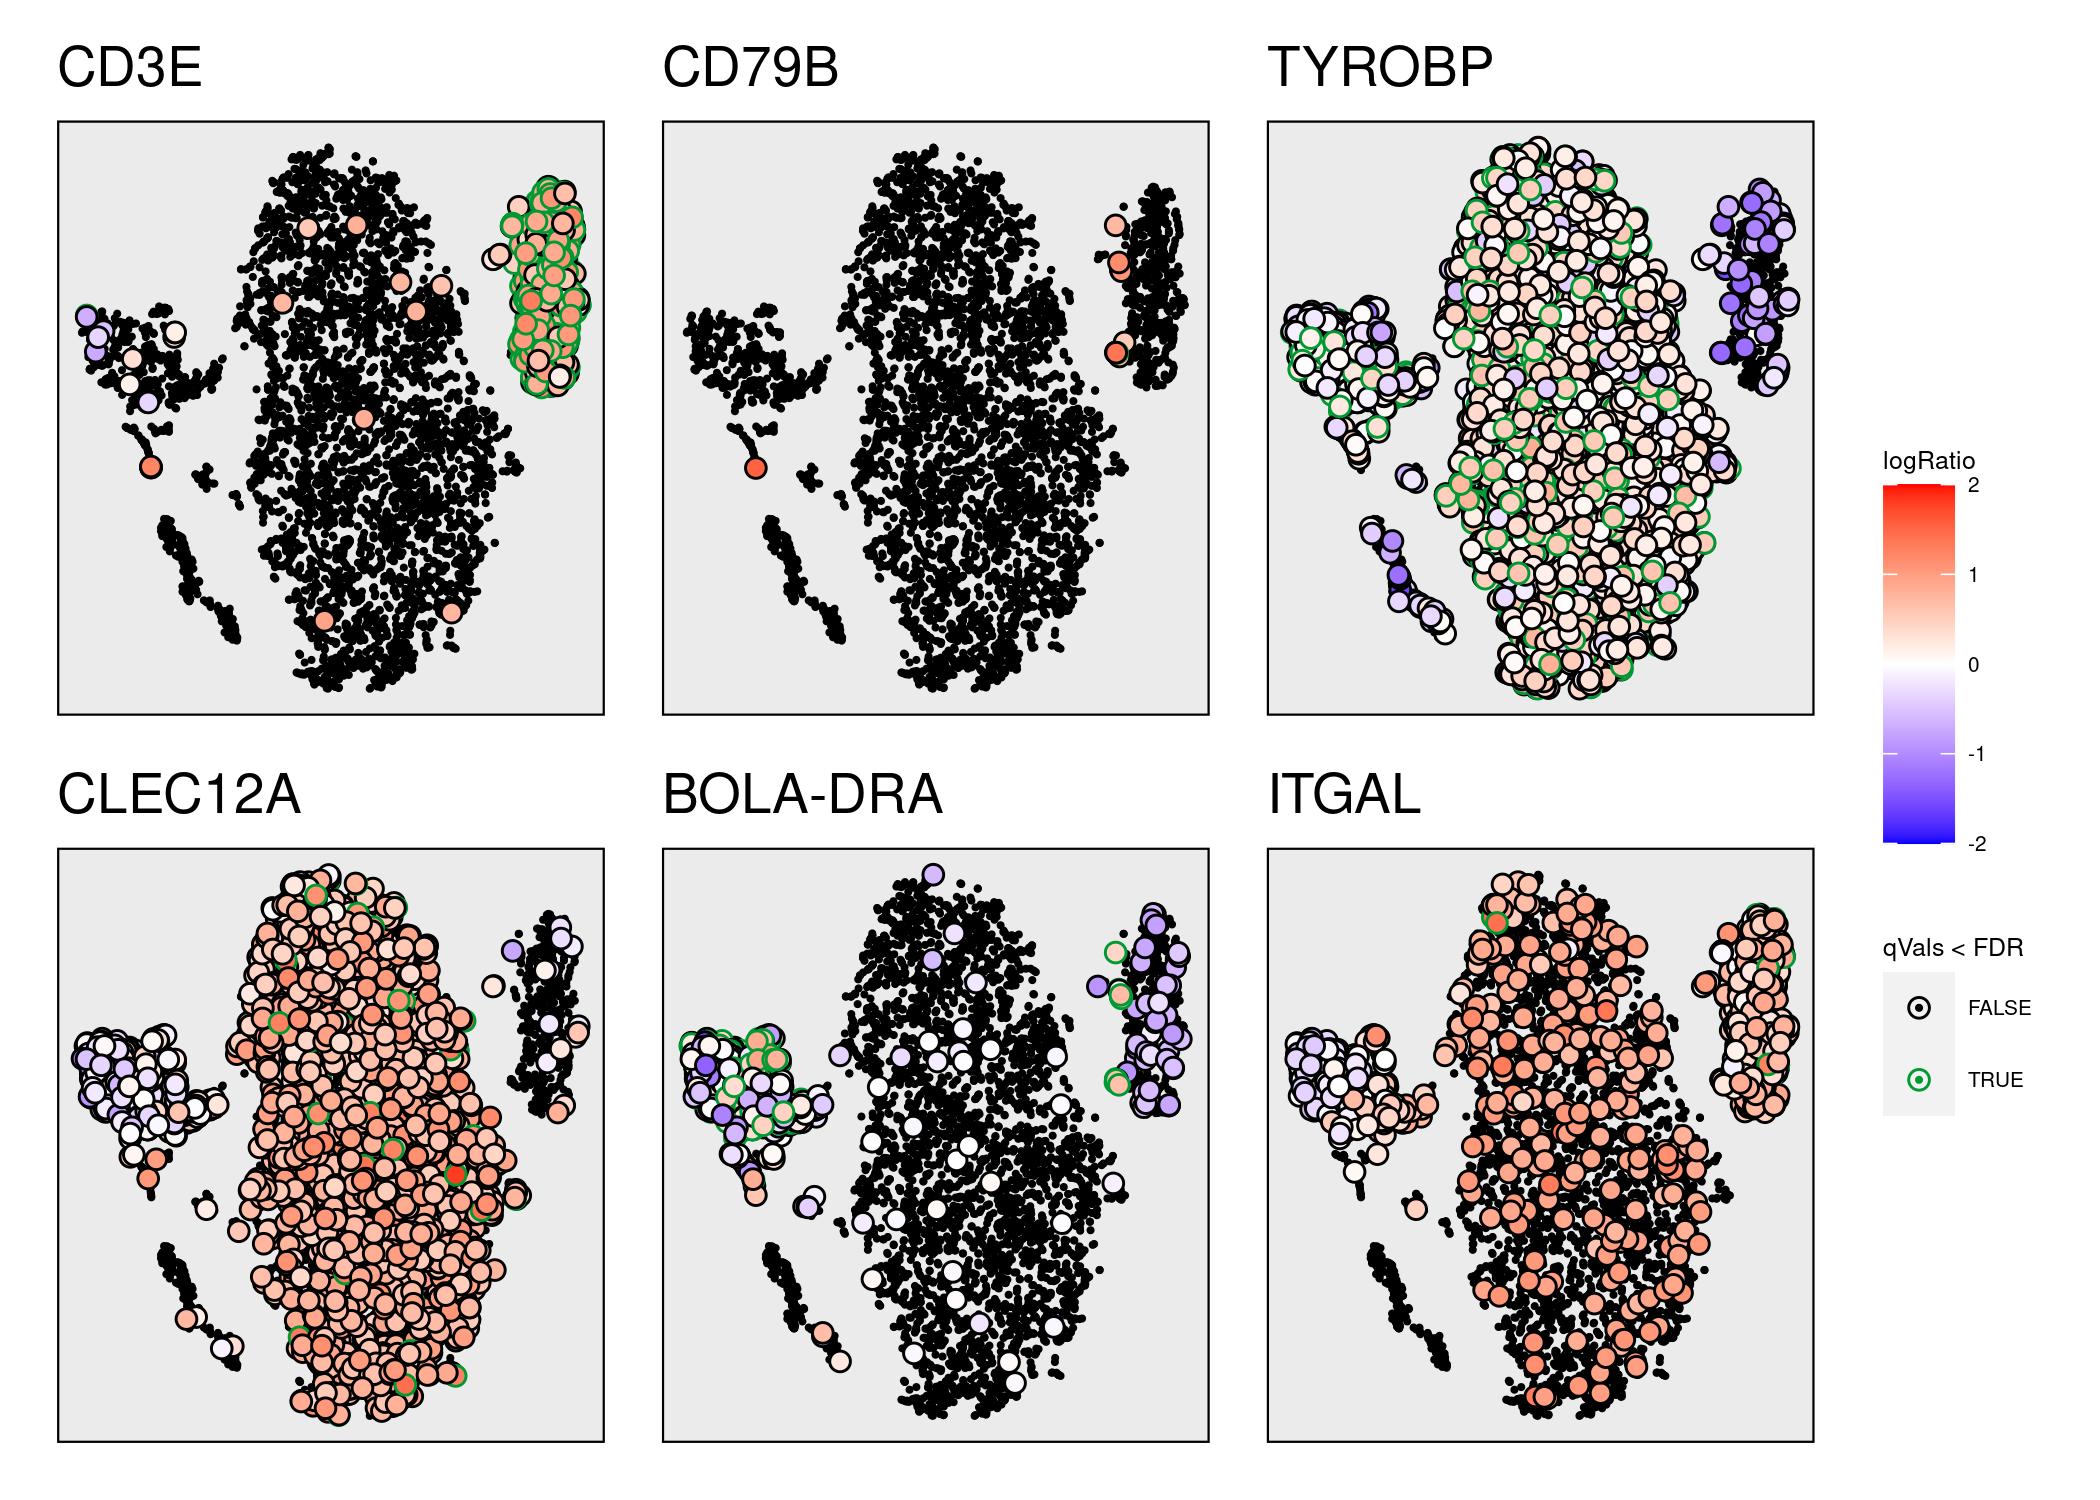 CD3E
CD79B
TYROBP
CLEC12A
BOLA-DRA
ITGAL
logRatio
2
1
0
-1
-2
qVals < FDR
FALSE
TRUE